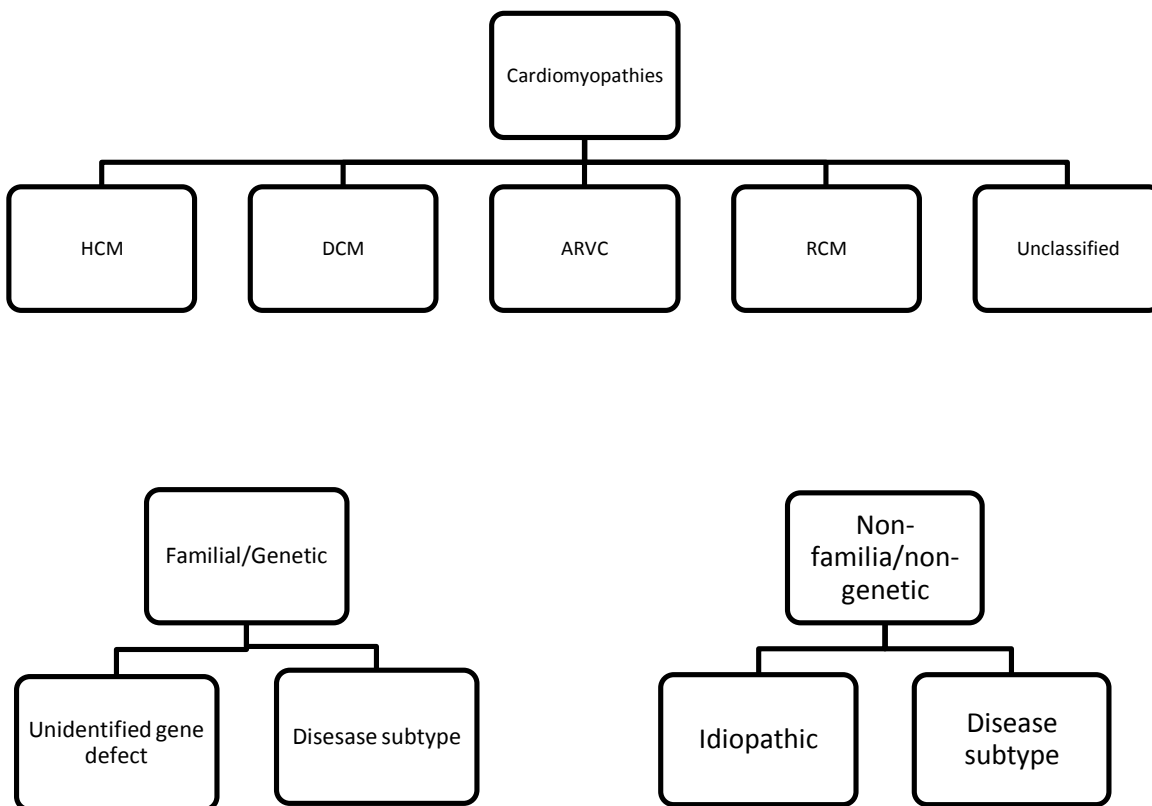 Cardiomyopathies
HCM
DCM
ARVC
RCM
Unclassified
Familial/Genetic
Non-
familia/non-
genetic
Unidentified gene
defect
Disesase subtype
Idiopathic
Disease
subtype